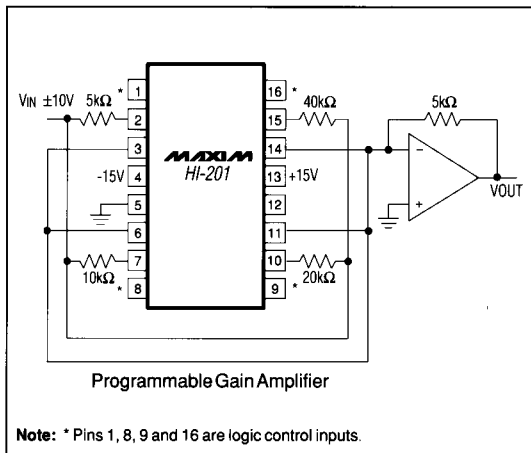 VIN ±10V 5kΩ * 1 16 * 40kΩ 5kΩ
2 15
3 14 −
MAXIM
HI-201
-15V 4 13 +15V
VOUT
5 12 +
6 11
7 10
10kΩ 20kΩ
* 8 9 *
Programmable Gain Amplifier
Note: * Pins 1, 8, 9 and 16 are logic control inputs.